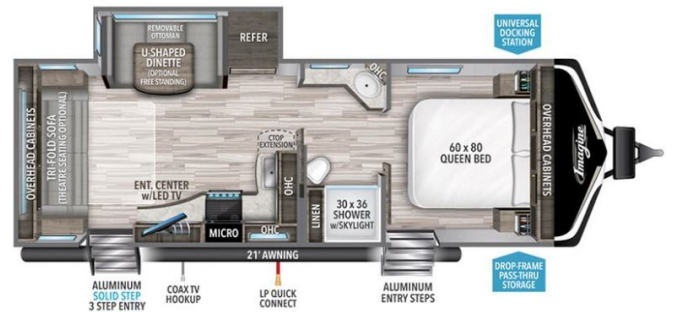 REMOVABLE
OTTOMAN
U-SHAPED
DINETTE
(OPTIONAL
FREE STANDING)
REFER
UNIVERSAL
DOCKING
STATION
OHC
OVERHEAD CABINETS
TRI-FOLD SOFA
(THEATRE SEATING OPTIONAL)
CTOP
EXTENSION
60 x 80
QUEEN BED
OVERHEAD CABINETS
Imagine
ENT. CENTER
w/LED TV
OHC
LINEN
30 x 36
SHOWER
w/SKYLIGHT
MICRO
OHC
21' AWNING
ALUMINUM
SOLID STEP
3 STEP ENTRY
COAX TV
HOOKUP
LP QUICK
CONNECT
ALUMINUM
ENTRY STEPS
DROP-FRAME
PASS-THRU
STORAGE